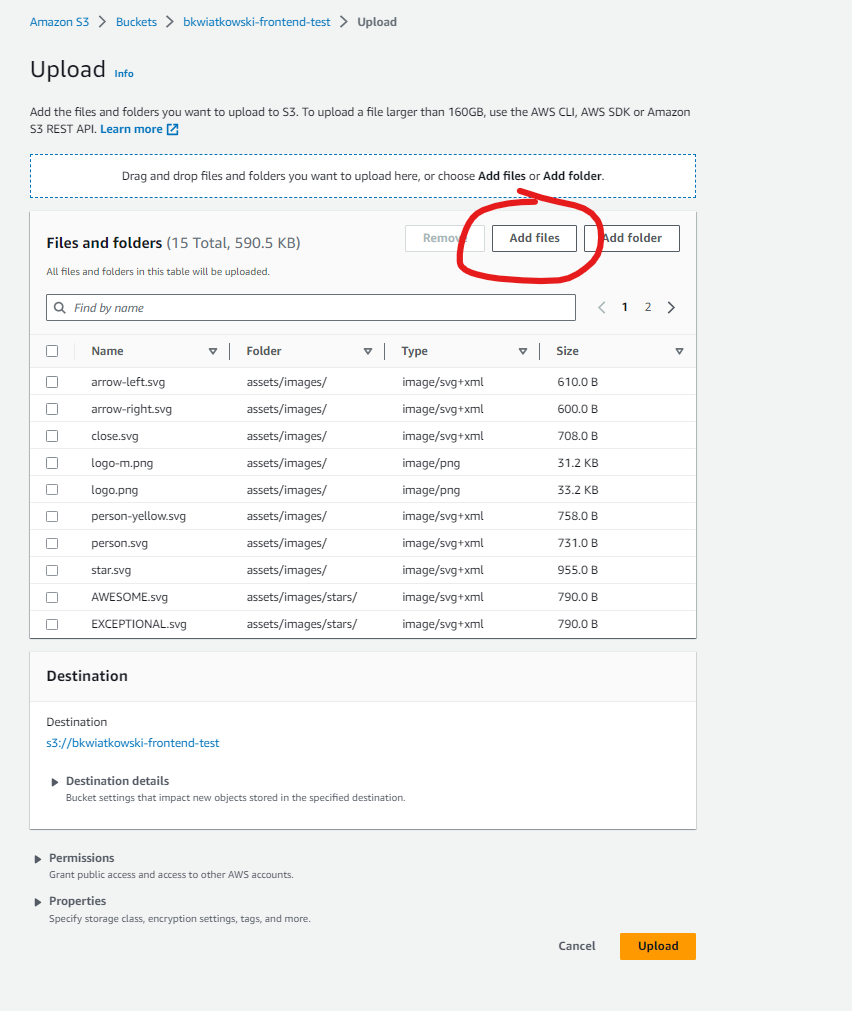 Amazon S3 > Buckets > bkwiatkowski-frontend-test > Upload
Upload Info
Add the files and folders you want to upload to S3. To upload a file larger than 160GB, use the AWS CLI, AWS SDK or Amazon
S3 REST API. Learn more
Drag and drop files and folders you want to upload here, or choose Add files or Add folder.
Files and folders (15 Total, 590.5 KB)
Remove Add files Add folder
All files and folders in this table will be uploaded.
Find by name
1 2
Name Folder Type Size
arrow-left.svg assets/images/ image/svg+xml 610.0 B
arrow-right.svg assets/images/ image/svg+xml 600.0 B
close.svg assets/images/ image/svg+xml 708.0 B
logo-m.png assets/images/ image/png 31.2 KB
logo.png assets/images/ image/png 33.2 KB
person-yellow.svg assets/images/ image/svg+xml 758.0 B
person.svg assets/images/ image/svg+xml 731.0 B
star.svg assets/images/ image/svg+xml 955.0 B
AWESOME.svg assets/images/stars/ image/svg+xml 790.0 B
EXCEPTIONAL.svg assets/images/stars/ image/svg+xml 790.0 B
Destination
Destination
s3://bkwiatkowski-frontend-test
Destination details
Bucket settings that impact new objects stored in the specified destination.
Permissions
Grant public access and access to other AWS accounts.
Properties
Specify storage class, encryption settings, tags, and more.
Cancel Upload